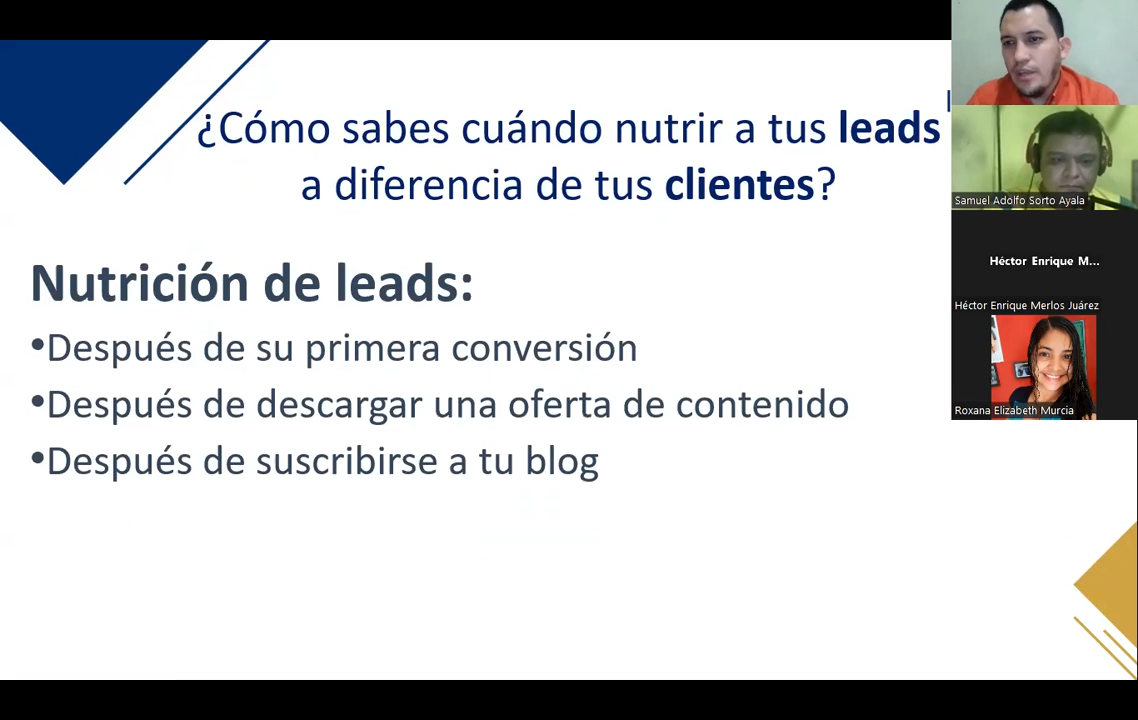 ¿Cómo sabes cuándo nutrir a tus leads
a diferencia de tus clientes?
Nutrición de leads:
•Después de su primera conversión
•Después de descargar una oferta de contenido
•Después de suscribirse a tu blog
Samuel Adolfo Sorto Ayala
Héctor Enrique M...
Héctor Enrique Merlos Juárez
Roxana Elizabeth Murcia